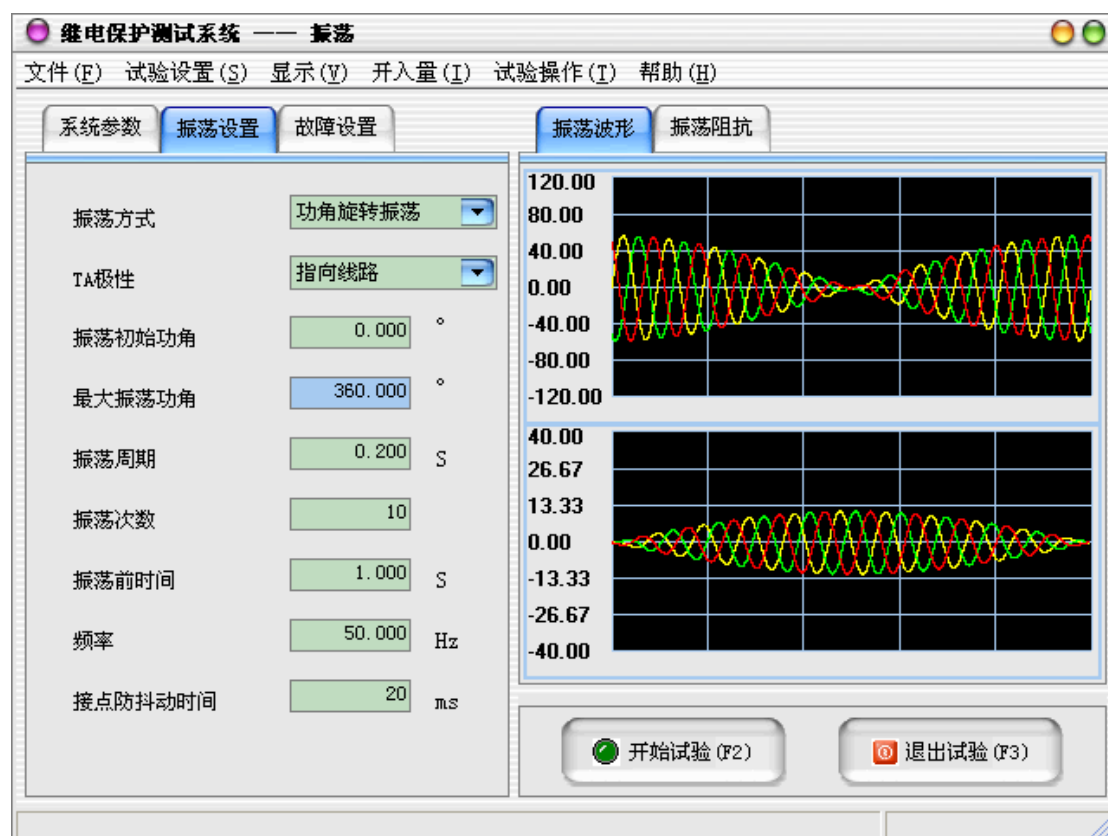 继电保护测试系统 —— 振荡
文件(F) 试验设置(S) 显示(V) 开入量(I) 试验操作(T) 帮助(H)
系统参数 振荡设置 故障设置
振荡方式 功角旋转振荡
TA极性 指向线路
振荡初始功角 0.000 °
最大振荡功角 360.000 °
振荡周期 0.200 S
振荡次数 10
振荡前时间 1.000 S
频率 50.000 Hz
接点防抖动时间 20 ms
振荡波形 振荡阻抗
120.00
80.00
40.00
0.00
-40.00
-80.00
-120.00
40.00
26.67
13.33
0.00
-13.33
-26.67
-40.00
开始试验(F2) 退出试验(F3)